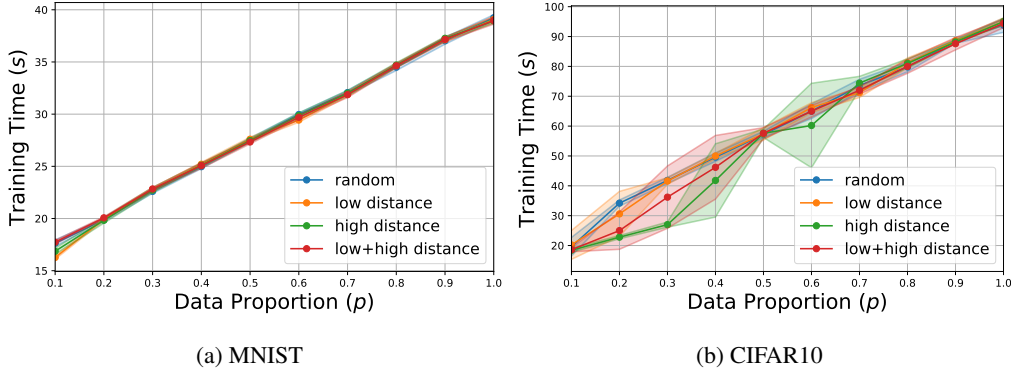 40
35
30
25
20
15
Training Time (s)
random
low distance
high distance
low+high distance
0.1 0.2 0.3 0.4 0.5 0.6 0.7 0.8 0.9 1.0
Data Proportion (p)
(a) MNIST
100
90
80
70
60
50
40
30
20
Training Time (s)
random
low distance
high distance
low+high distance
0.1 0.2 0.3 0.4 0.5 0.6 0.7 0.8 0.9 1.0
Data Proportion (p)
(b) CIFAR10